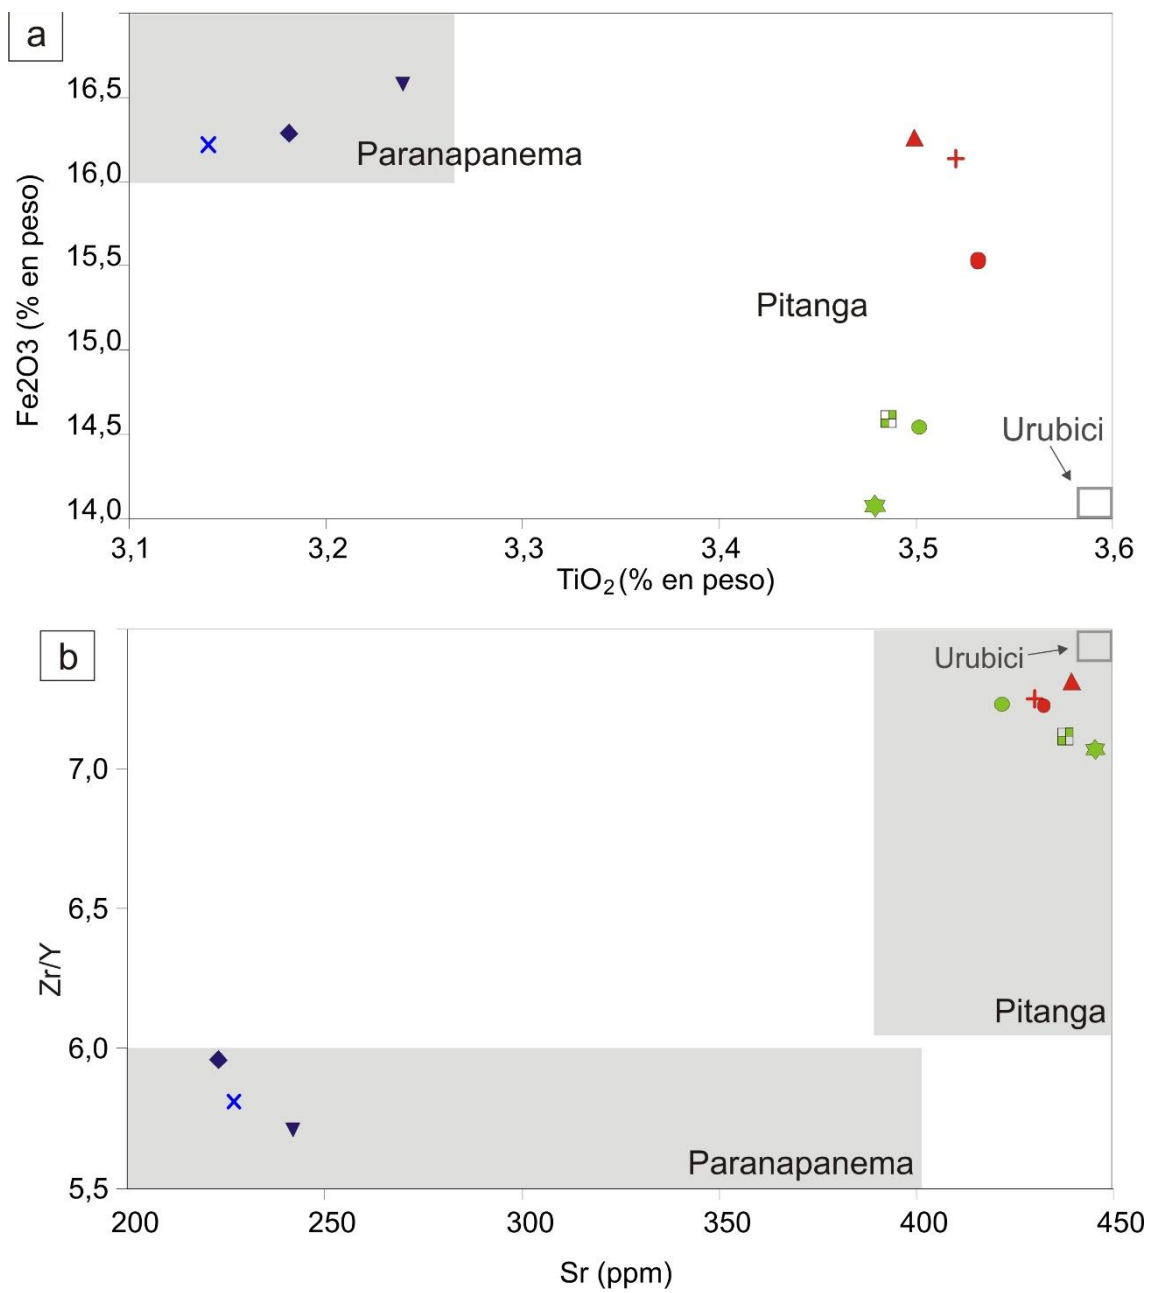 a
16,5
16,0
15,5
15,0
14,5
14,0
Fe2O3 (% en peso)
Paranapanema
Pitanga
Urubici
3,1 3,2 3,3 3,4 3,5 3,6
TiO₂ (% en peso)
b
7,0
6,5
6,0
5,5
Zr/Y
Urubici
Pitanga
Paranapanema
200 250 300 350 400 450
Sr (ppm)